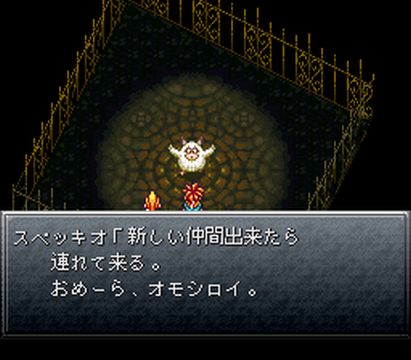 スペッキオ「新しい仲間出来たら
連れて来る。
おめーら、オモシロイ。